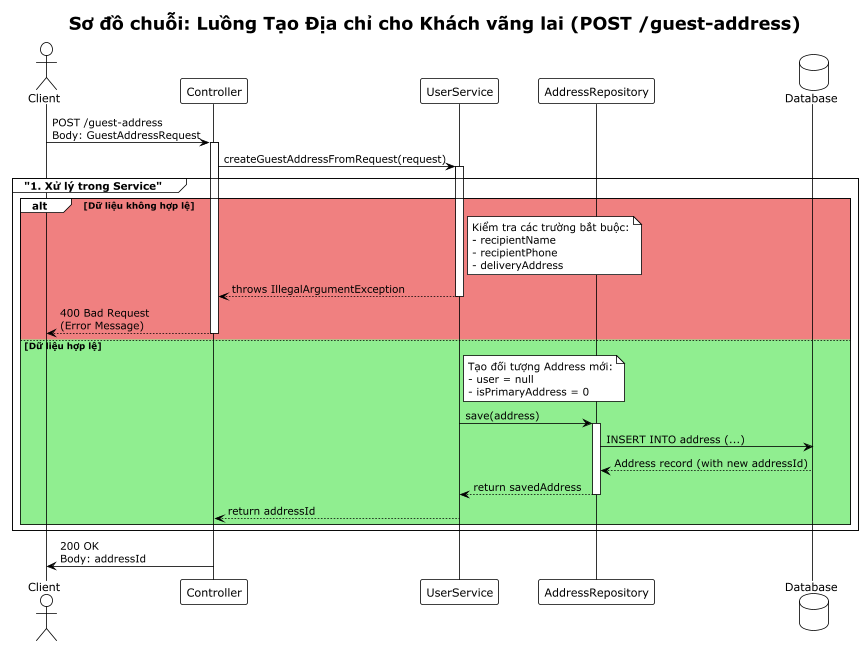 Sơ đồ chuỗi: Luồng Tạo Địa chỉ cho Khách vãng lai (POST /guest-address)
Client
Controller
UserService
AddressRepository
Database
POST /guest-address
Body: GuestAddressRequest
createGuestAddressFromRequest(request)
"1. Xử lý trong Service"
alt
[Dữ liệu không hợp lệ]
Kiểm tra các trường bắt buộc:
- recipientName
- recipientPhone
- deliveryAddress
throws IllegalArgumentException
400 Bad Request
(Error Message)
[Dữ liệu hợp lệ]
Tạo đối tượng Address mới:
- user = null
- isPrimaryAddress = 0
save(address)
INSERT INTO address (...)
Address record (with new addressId)
return savedAddress
return addressId
200 OK
Body: addressId
Client
Controller
UserService
AddressRepository
Database